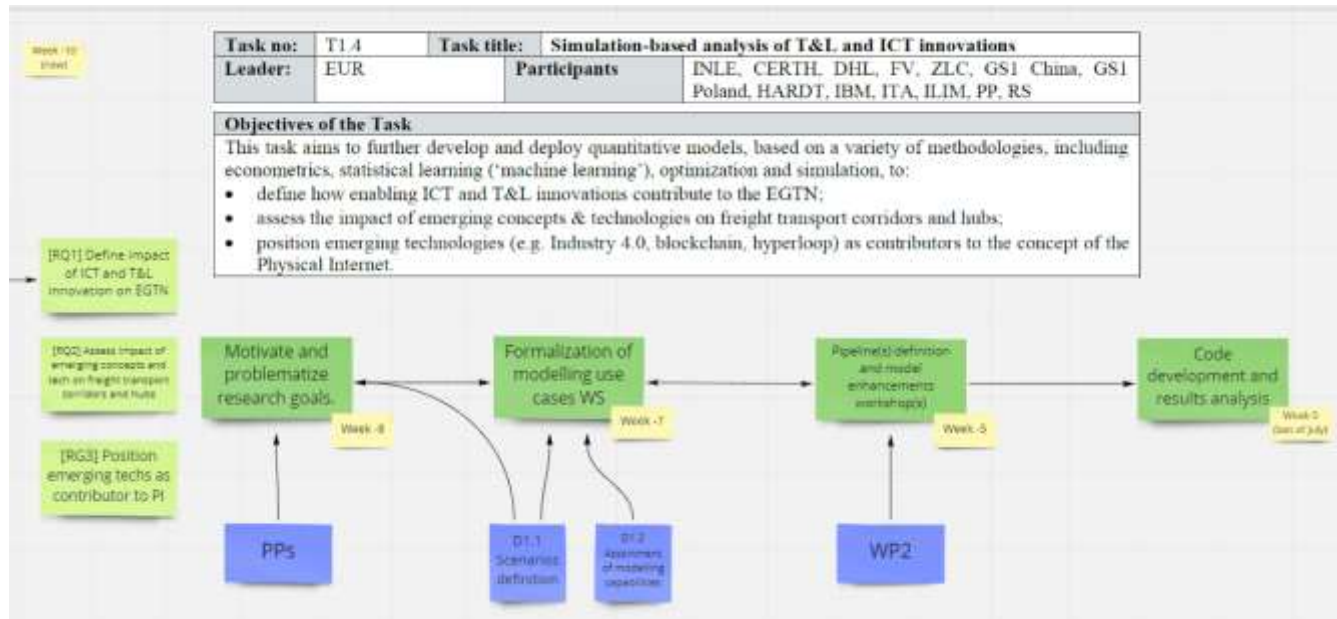 Week -10
(now)
Task no: T1.4 Task title: Simulation-based analysis of T&L and ICT innovations
Leader: EUR Participants INLE, CERTH, DHL, FV, ZLC, GS1 China, GS1
Poland, HARDT, IBM, ITA, ILIM, PP, RS
Objectives of the Task
This task aims to further develop and deploy quantitative models, based on a variety of methodologies, including
econometrics, statistical learning (‘machine learning’), optimization and simulation, to:
• define how enabling ICT and T&L innovations contribute to the EGTN;
• assess the impact of emerging concepts & technologies on freight transport corridors and hubs;
• position emerging technologies (e.g. Industry 4.0, blockchain, hyperloop) as contributors to the concept of the
Physical Internet.
[RQ1] Define impact
of ICT and T&L
innovation on EGTN
[RQ2] Assess impact of
emerging concepts and
tech on freight transport
corridors and hubs
[RG3] Position
emerging techs as
contributor to PI
Motivate and
problematize
research goals.
Week -8
Formalization of
modelling use
cases WS
Week -7
Pipeline(s) definition
and model
enhancements
workshop(s)
Week -5
Code
development and
results analysis
Week 0
of July)
PPs
D1.1
Scenarios
definition
D1.2
Assessment
of modelling
capabilities
WP2